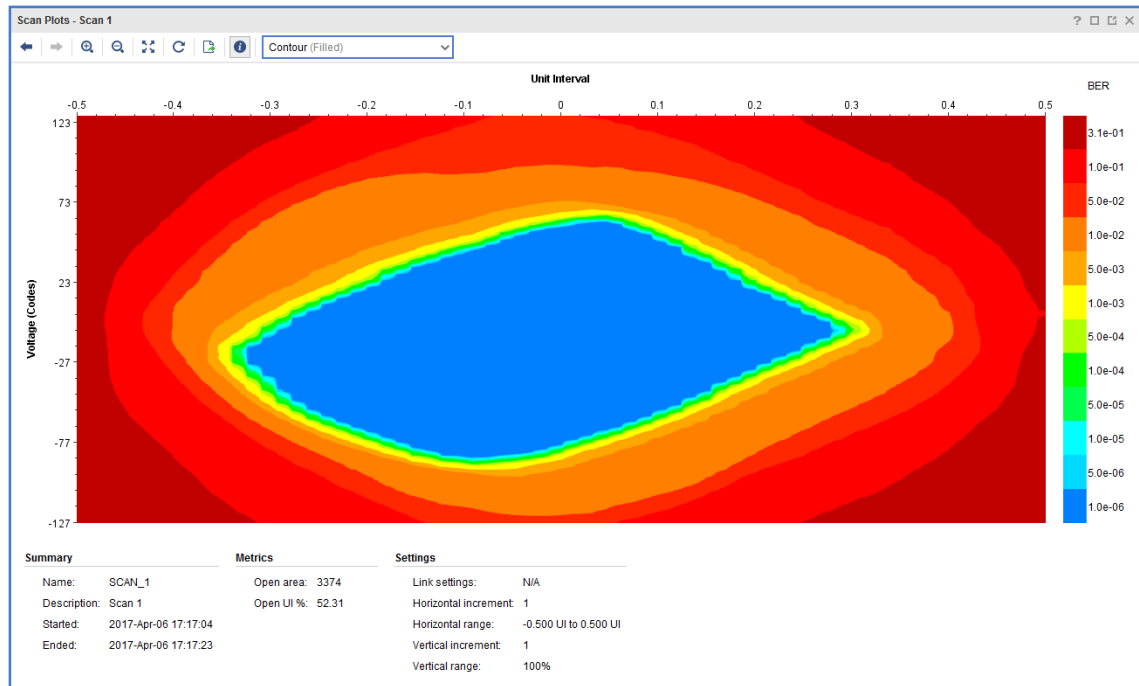 Scan Plots - Scan 1
Contour (Filled)
Unit Interval
BER
-0.5 -0.4 -0.3 -0.2 -0.1 0 0.1 0.2 0.3 0.4 0.5
Voltage (Codes)
123
73
23
-27
-77
-127
3.1e-01
1.0e-01
5.0e-02
1.0e-02
5.0e-03
1.0e-03
5.0e-04
1.0e-04
5.0e-05
1.0e-05
5.0e-06
1.0e-06
Summary Metrics Settings
Name: SCAN_1 Open area: 3374 Link settings: N/A
Description: Scan 1 Open UI %: 52.31 Horizontal increment: 1
Started: 2017-Apr-06 17:17:04 Horizontal range: -0.500 UI to 0.500 UI
Ended: 2017-Apr-06 17:17:23 Vertical increment: 1
Vertical range: 100%